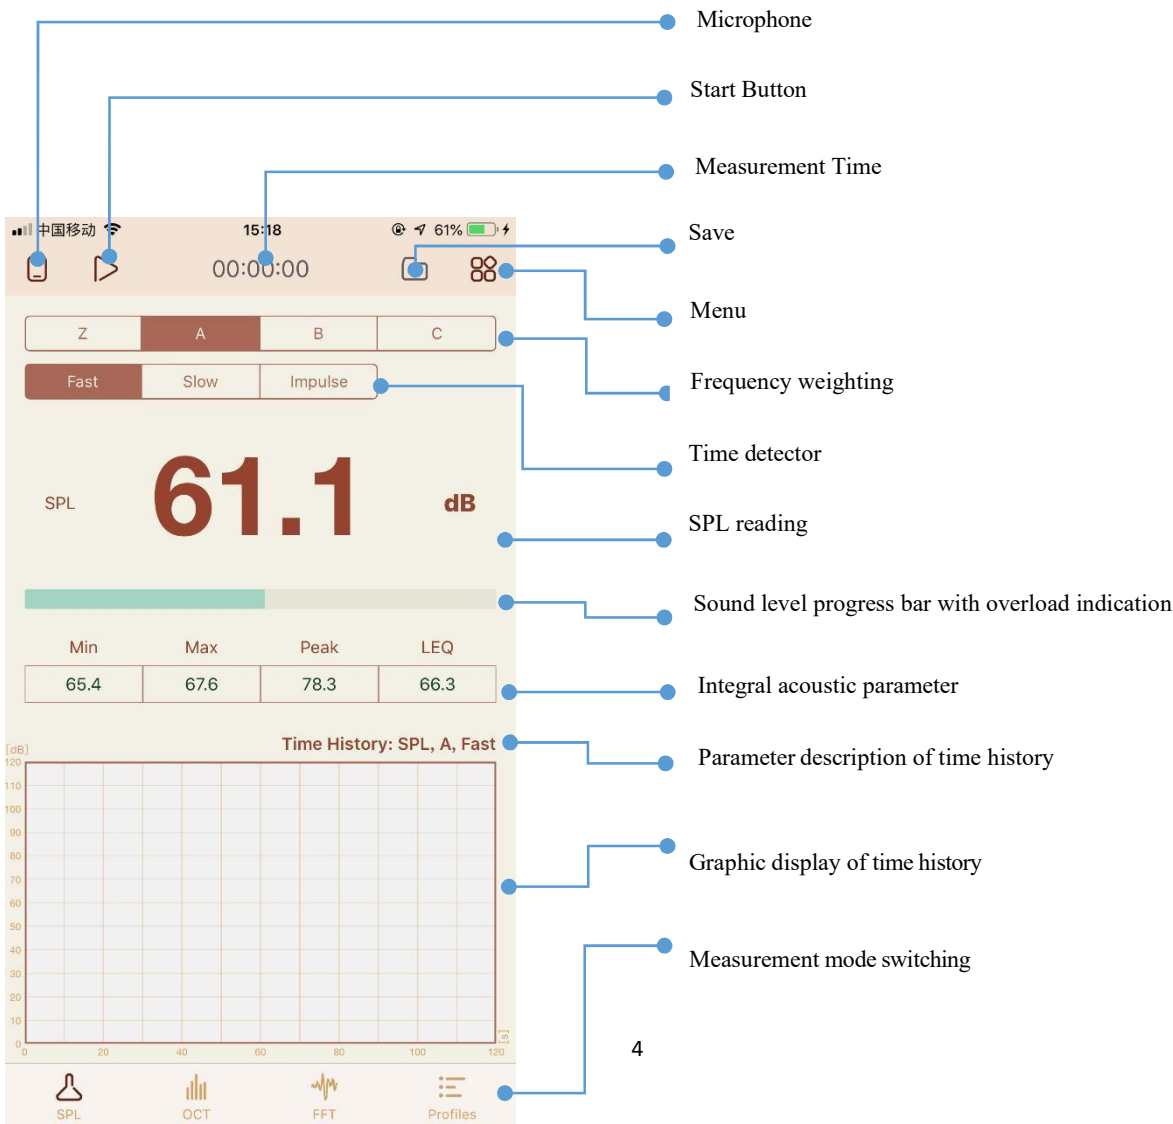 Microphone
Start Button
Measurement Time
中国移动 15:18 61%
Save
00:00:00
Menu
Z A B C
Frequency weighting
Fast Slow Impulse
Time detector
SPL 61.1 dB
SPL reading
Sound level progress bar with overload indication
Min Max Peak LEQ
65.4 67.6 78.3 66.3
Integral acoustic parameter
Time History: SPL, A, Fast
Parameter description of time history
[dB]
120
110
100
90
80
70
60
50
40
30
20
10
0
0 20 40 60 80 100 120
[s]
Graphic display of time history
Measurement mode switching
4
SPL OCT FFT Profiles